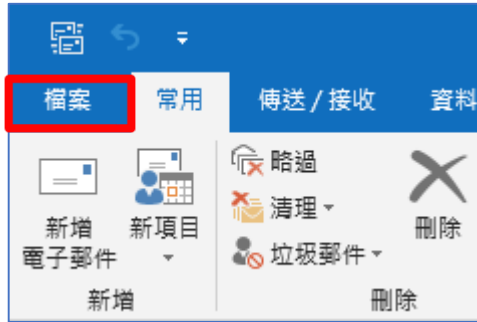 檔案 常用 傳送 / 接收 資料
略過
清理
垃圾郵件
新增
電子郵件
新項目
刪除
新增 刪除